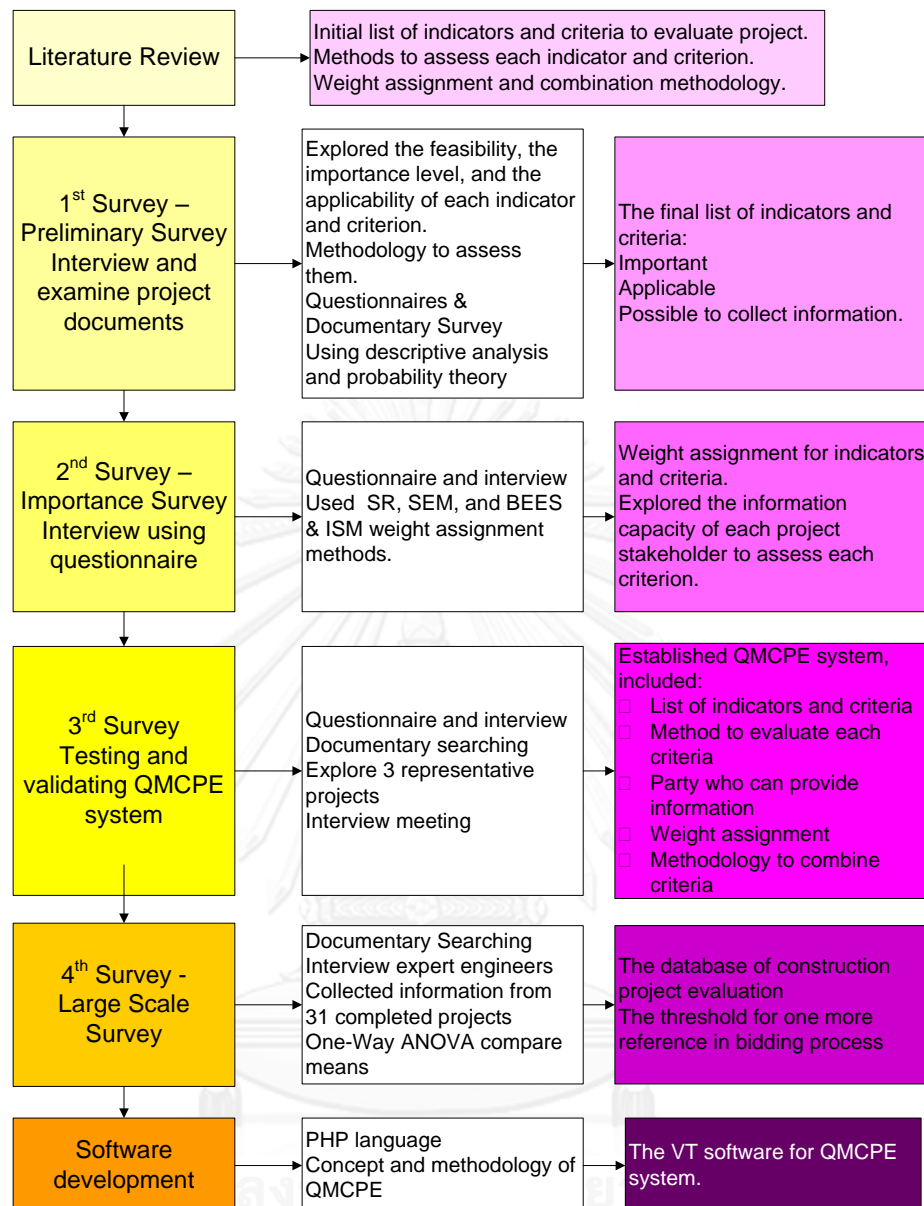 Literature Review
Initial list of indicators and criteria to evaluate project.
Methods to assess each indicator and criterion.
Weight assignment and combination methodology.
1st Survey –
Preliminary Survey
Interview and
examine project
documents
Explored the feasibility, the
importance level, and the
applicability of each indicator
and criterion.
Methodology to assess
them.
Questionnaires &
Documentary Survey
Using descriptive analysis
and probability theory
The final list of indicators and
criteria:
Important
Applicable
Possible to collect information.
2nd Survey –
Importance Survey
Interview using
questionnaire
Questionnaire and interview
Used SR, SEM, and BEES
& ISM weight assignment
methods.
Weight assignment for indicators
and criteria.
Explored the information
capacity of each project
stakeholder to assess each
criterion.
3rd Survey
Testing and
validating QMCPE
system
Questionnaire and interview
Documentary searching
Explore 3 representative
projects
Interview meeting
Established QMCPE system,
included:
List of indicators and criteria
Method to evaluate each
criteria
Party who can provide
information
Weight assignment
Methodology to combine
criteria
4th Survey -
Large Scale
Survey
Documentary Searching
Interview expert engineers
Collected information from
31 completed projects
One-Way ANOVA compare
means
The database of construction
project evaluation
The threshold for one more
reference in bidding process
Software
development
PHP language
Concept and methodology of
QMCPE
The VT software for QMCPE
system.